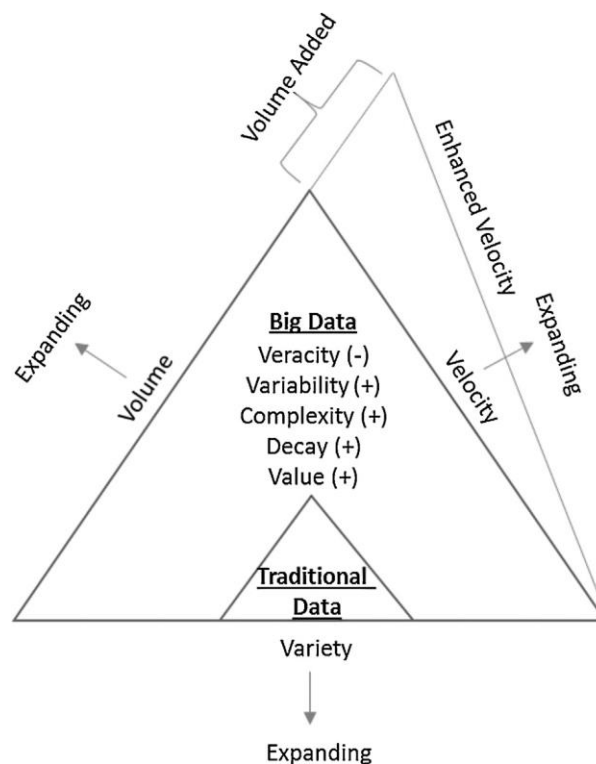 Volume Added
Enhanced Velocity
Expanding
Volume
Velocity
Expanding
Big Data
Veracity (-)
Variability (+)
Complexity (+)
Decay (+)
Value (+)
Traditional
Data
Variety
Expanding